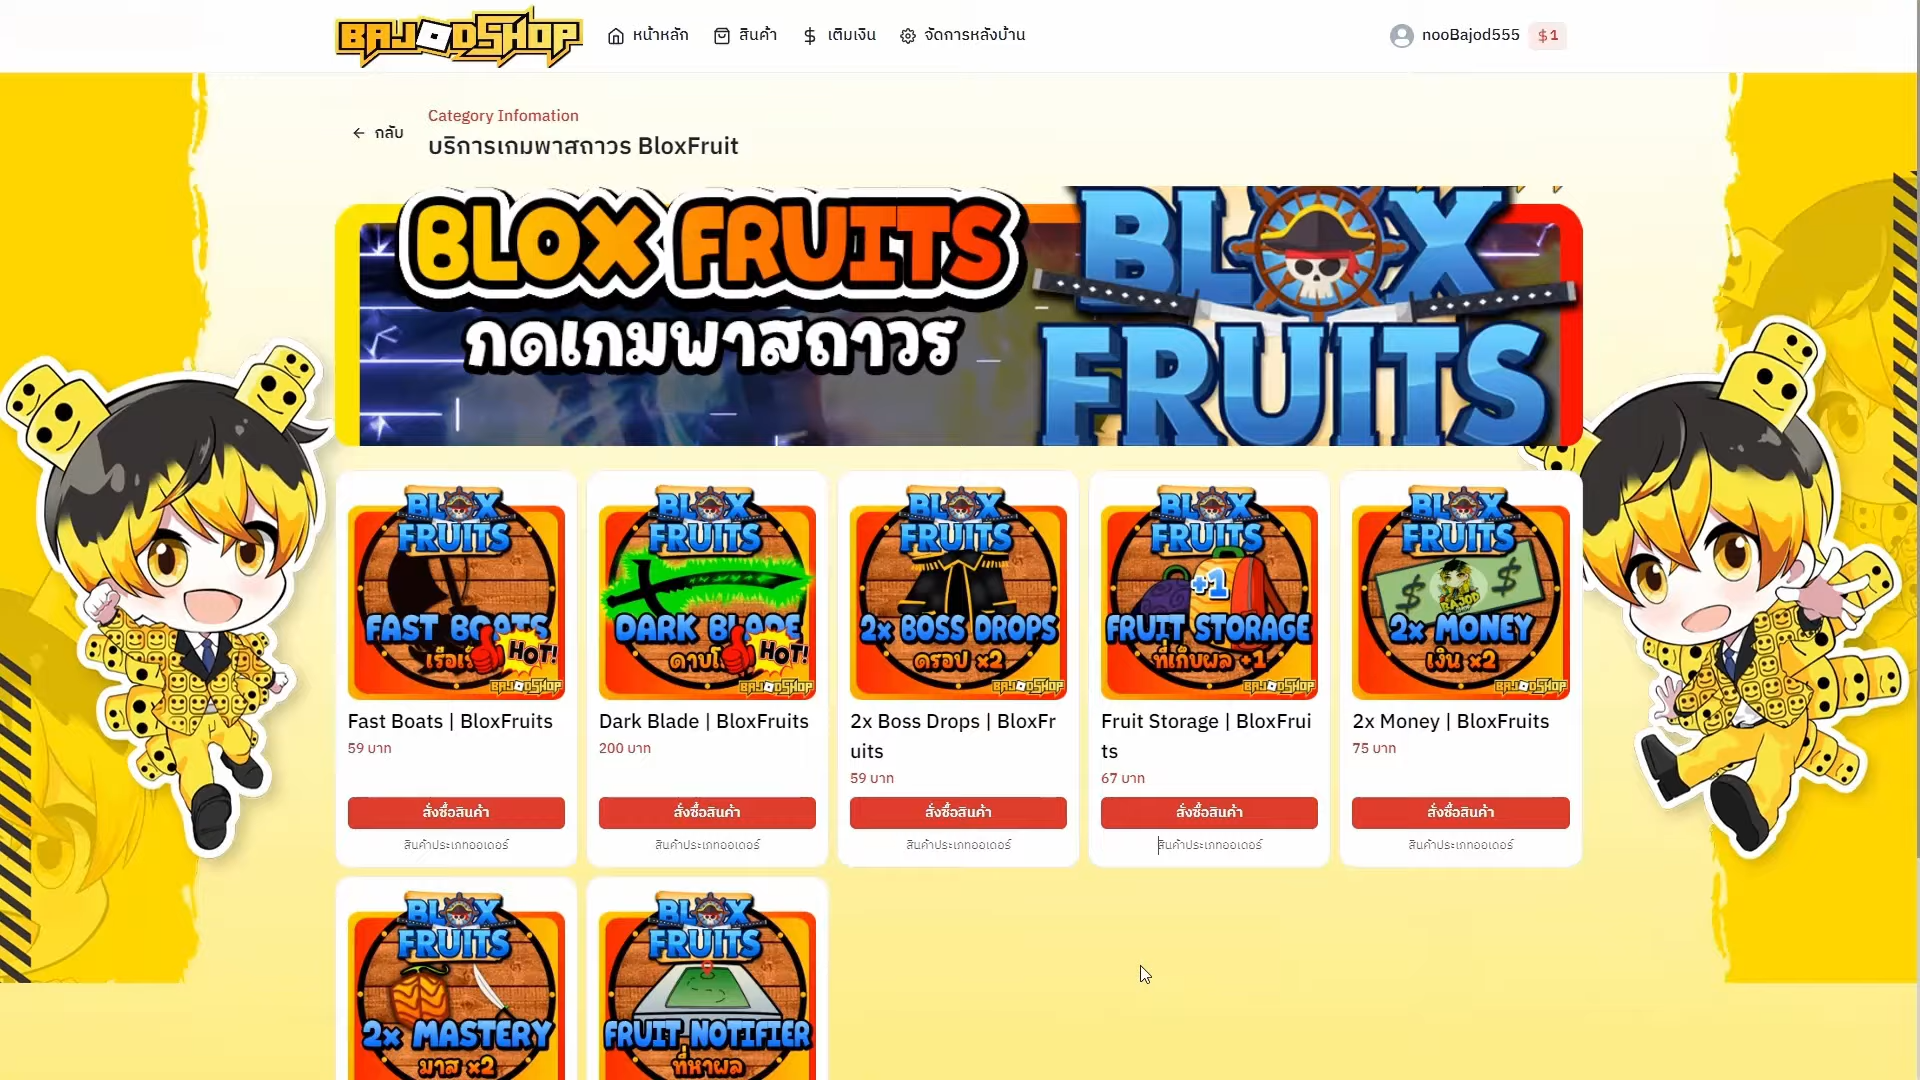 BAJODSHOP
หน้าหลัก
สินค้า
เติมเงิน
จัดการหลังบ้าน
nooBajod555
$1
กลับ
Category Infomation
บริการเกมพาสถาวร BloxFruit
BLOX FRUITS
กดเกมพาสถาวร
BLOX
FRUITS
BLOX
FRUITS
FAST BOATS
HOT!
BAJODSHOP
Fast Boats | BloxFruits
59 บาท
สั่งซื้อสินค้า
สินค้าประเภทออเดอร์
BLOX
FRUITS
DARK BLADE
HOT!
BAJODSHOP
Dark Blade | BloxFruits
200 บาท
สั่งซื้อสินค้า
สินค้าประเภทออเดอร์
BLOX
FRUITS
2x BOSS DROPS
ดรอป x2
BAJODSHOP
2x Boss Drops | BloxFr
uits
59 บาท
สั่งซื้อสินค้า
สินค้าประเภทออเดอร์
BLOX
FRUITS
+1
FRUIT STORAGE
ที่เก็บผล +1
BAJODSHOP
Fruit Storage | BloxFrui
ts
67 บาท
สั่งซื้อสินค้า
สินค้าประเภทออเดอร์
BLOX
FRUITS
$ $
BAJOD
2x MONEY
เงิน x2
BAJODSHOP
2x Money | BloxFruits
75 บาท
สั่งซื้อสินค้า
สินค้าประเภทออเดอร์
BLOX
FRUITS
2x MASTERY
มาส x2
BLOX
FRUITS
FRUIT NOTIFIER
ที่หาผล